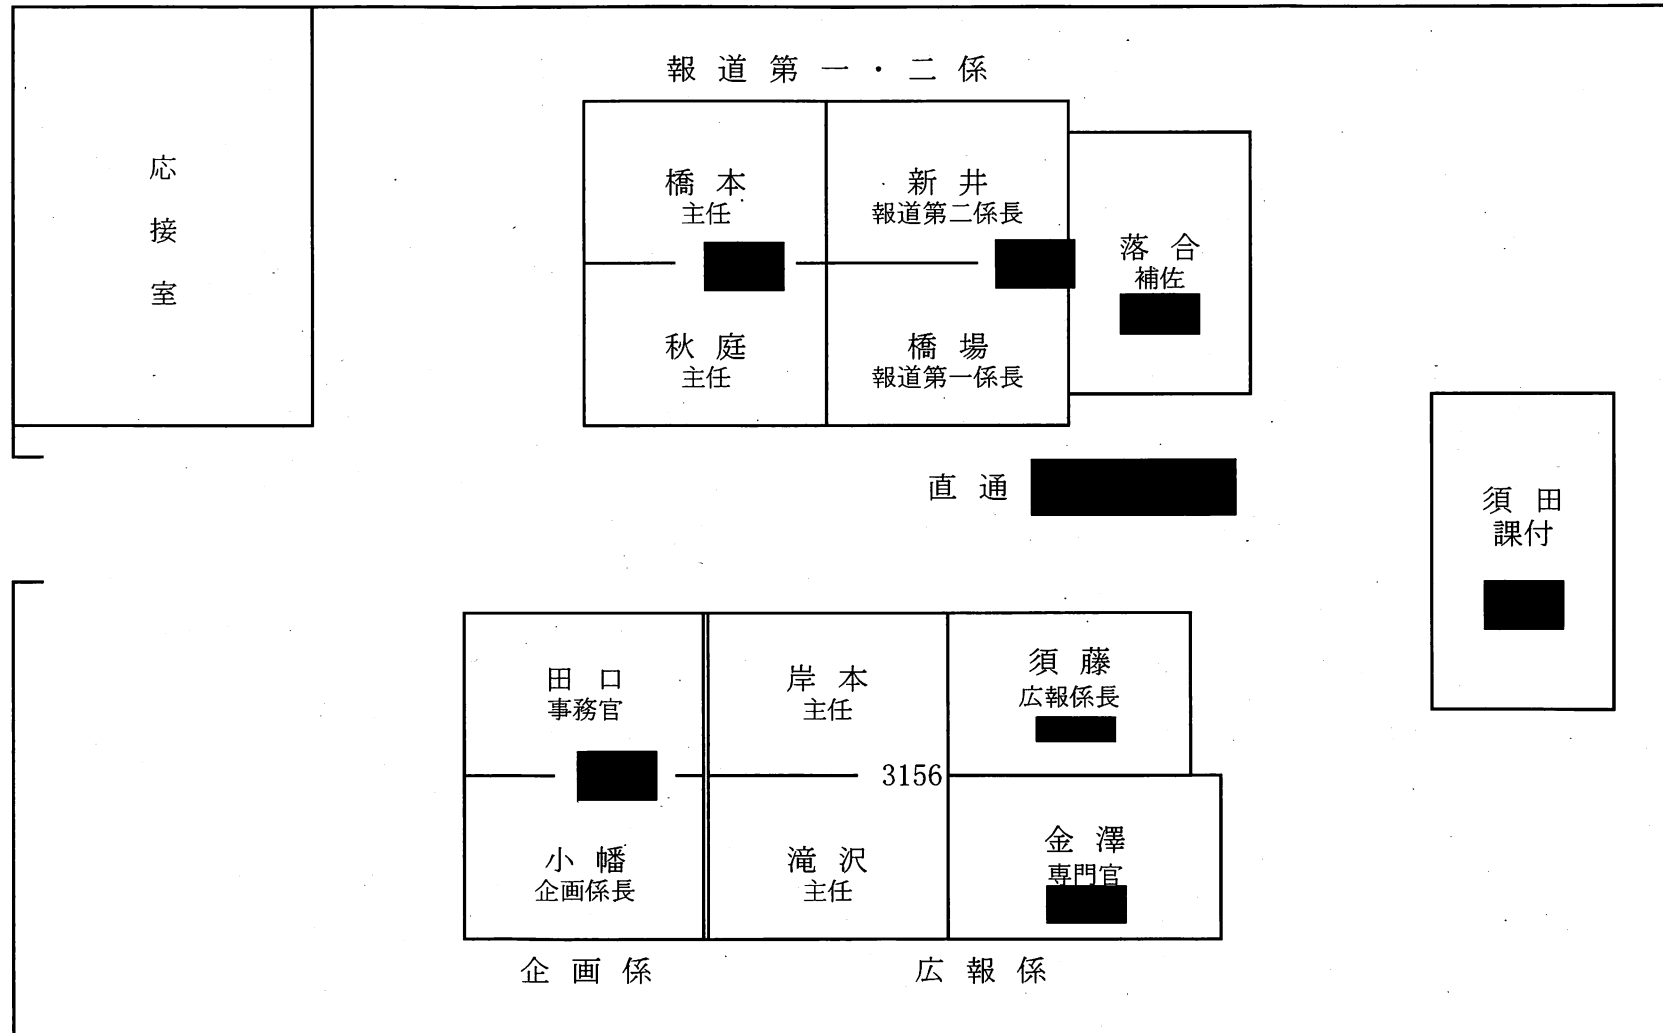 応接室
報道第一・二係
橋本
主任
新井
報道第二係長
落合
補佐
秋庭
主任
橋場
報道第一係長
直通
須田
課付
田口
事務官
岸本
主任
須藤
広報係長
3156
小幡
企画係長
滝沢
主任
金澤
専門官
企画係
広報係